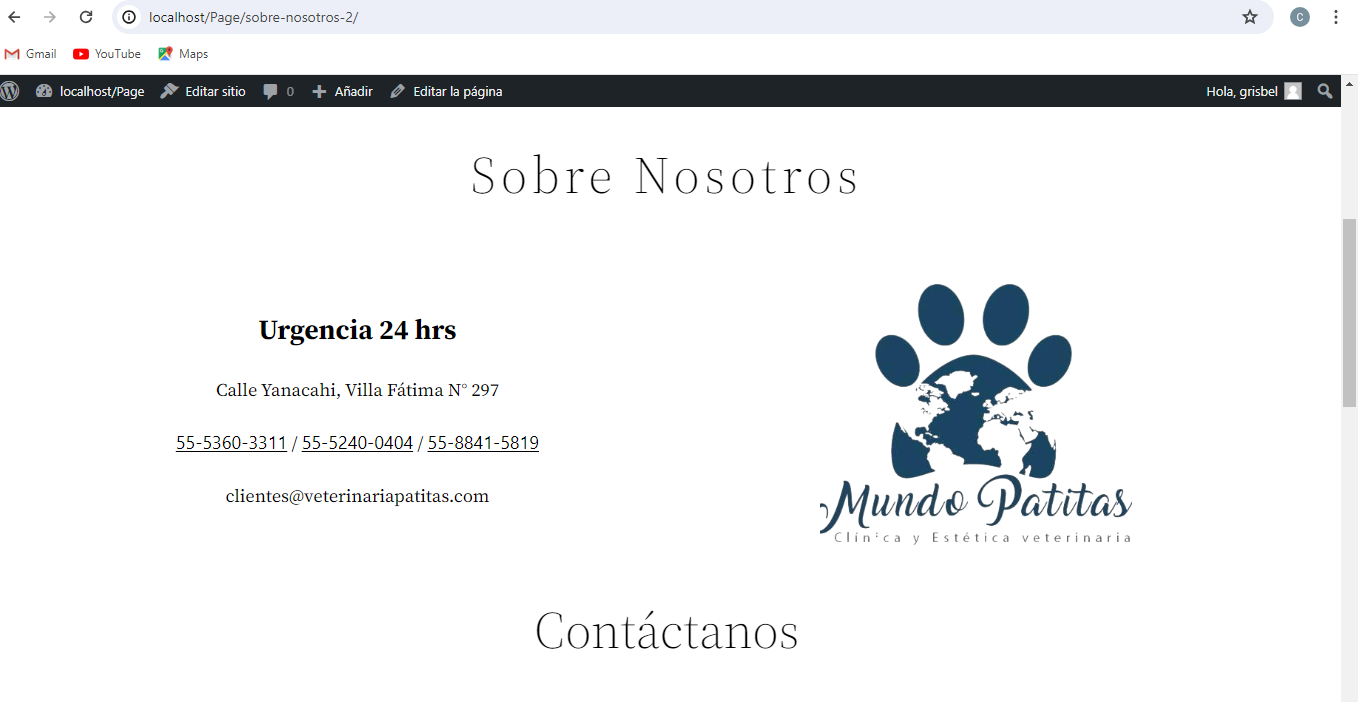 localhost/Page/sobre-nosotros-2/
C
Gmail YouTube Maps
localhost/Page Editar sitio 0 Añadir Editar la página Hola, grisbel
Sobre Nosotros
Urgencia 24 hrs
Calle Yanacahi, Villa Fátima N° 297
55-5360-3311 / 55-5240-0404 / 55-8841-5819
clientes@veterinariapatitas.com
Mundo Patitas
Clínica y Estética veterinaria
Contáctanos